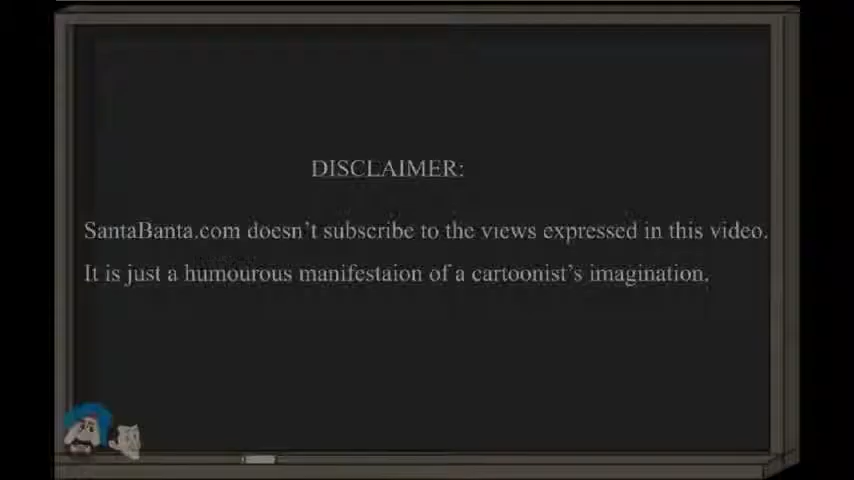 DISCLAIMER:
SantaBanta.com doesn't subscribe to the views expressed in this video.
It is just a humourous manifestaion of a cartoonist's imagination.